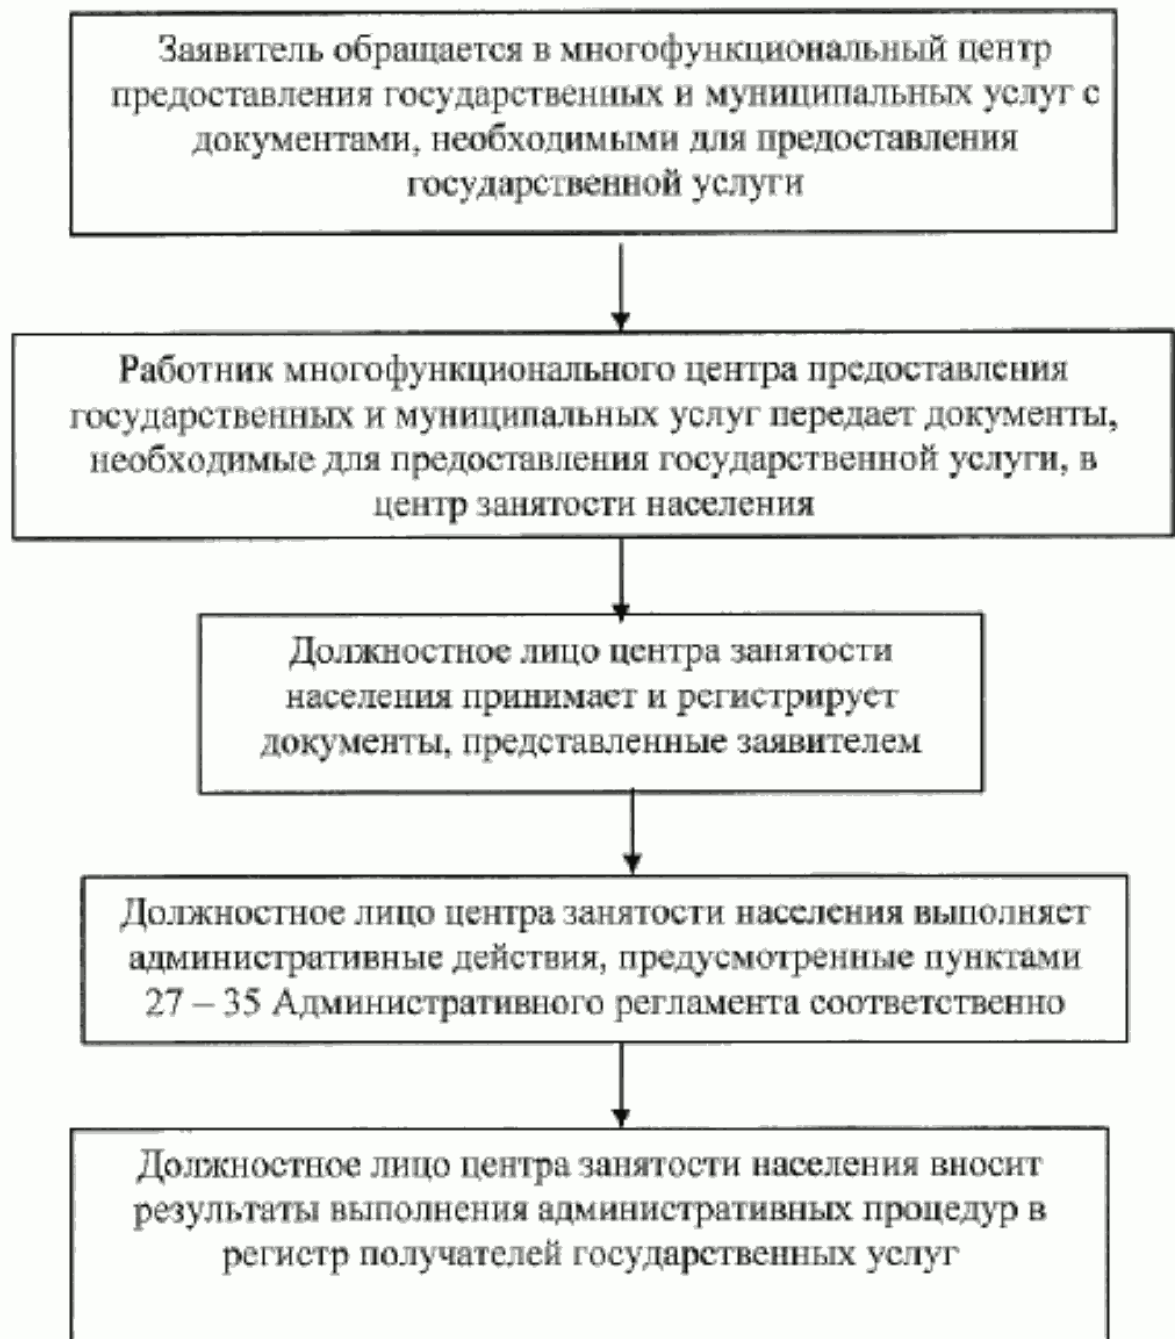 Заявитель обращается в многофункциональный центр
предоставления государственных и муниципальных услуг с
документами, необходимыми для предоставления
государственной услуги
Работник многофункционального центра предоставления
государственных и муниципальных услуг передает документы,
необходимые для предоставления государственной услуги, в
центр занятости населения
Должностное лицо центра занятости
населения принимает и регистрирует
документы, представленные заявителем
Должностное лицо центра занятости населения выполняет
административные действия, предусмотренные пунктами
27 – 35 Административного регламента соответственно
Должностное лицо центра занятости населения вносит
результаты выполнения административных процедур в
регистр получателей государственных услуг